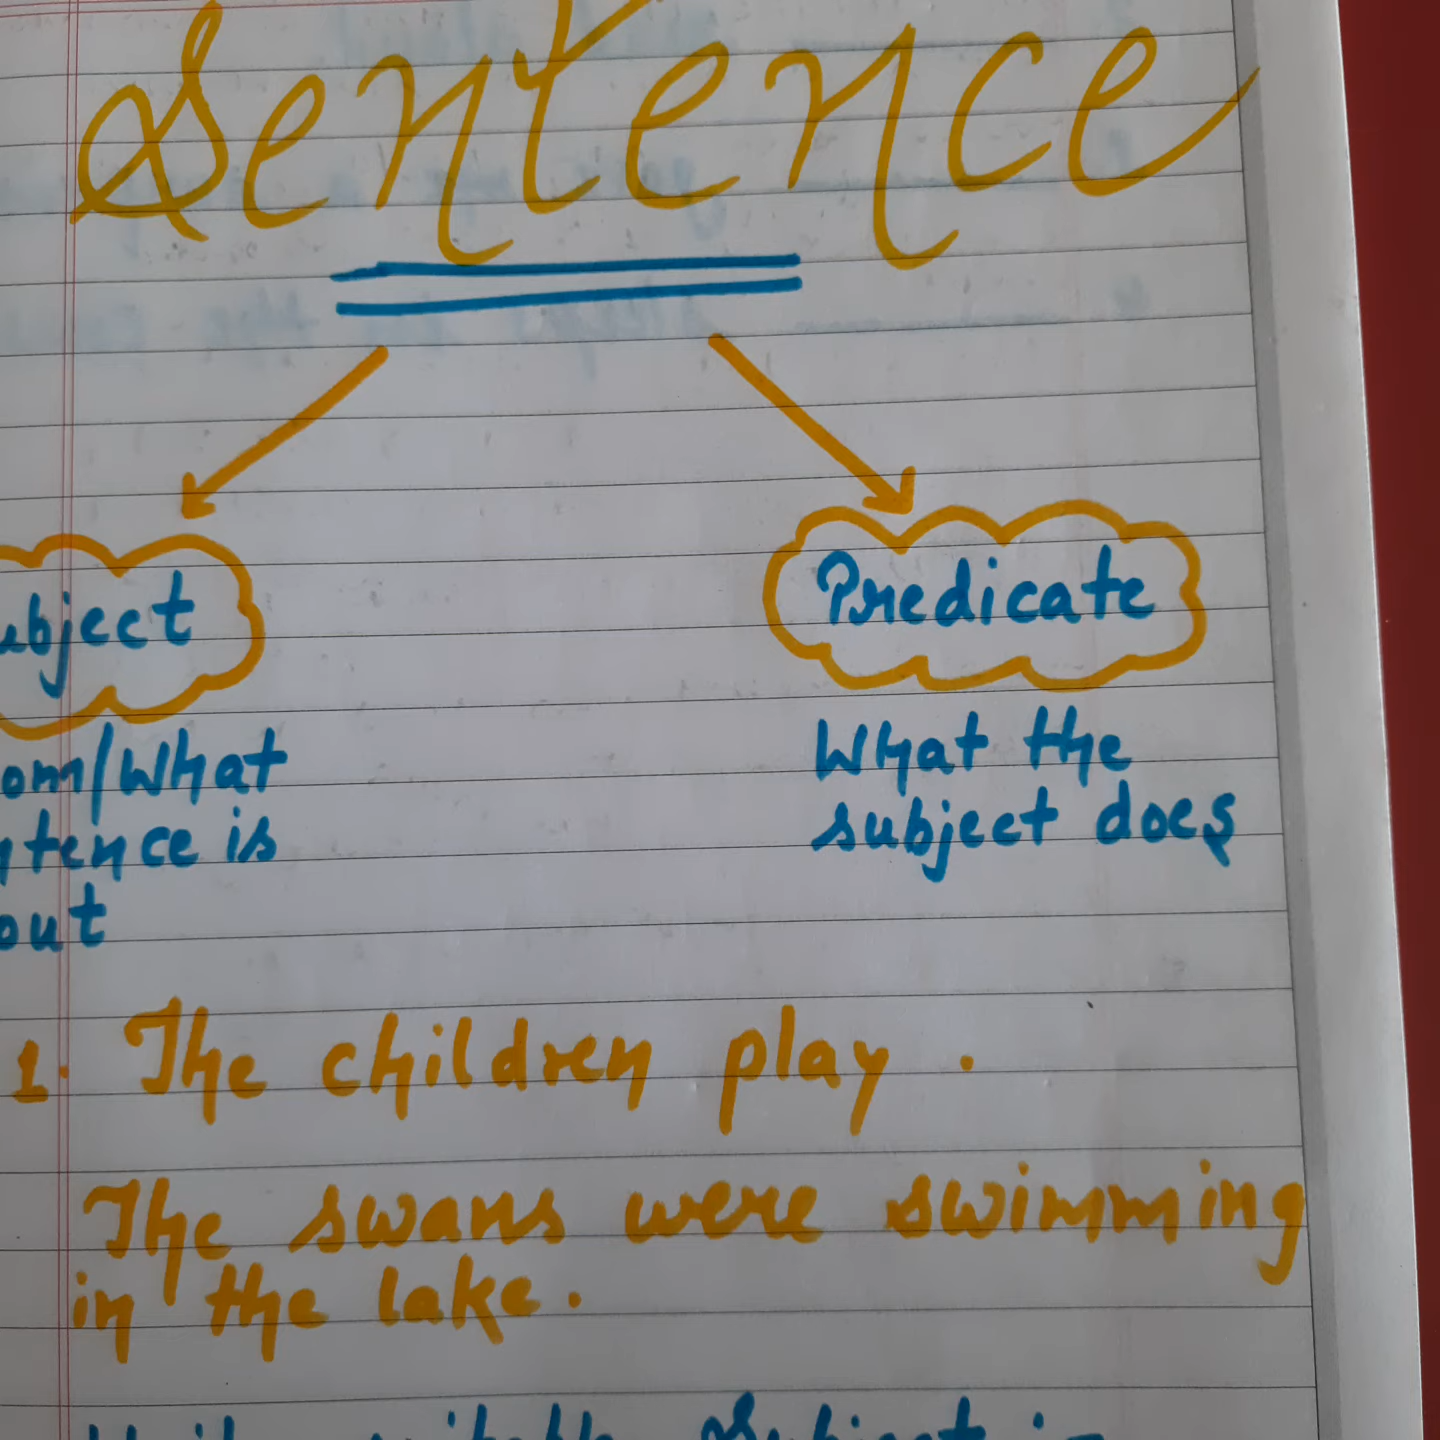 Sentence
ubject
Predicate
om/What
ntence is
out
What the
subject does
1. The children play.
The swans were swimming
in the lake.